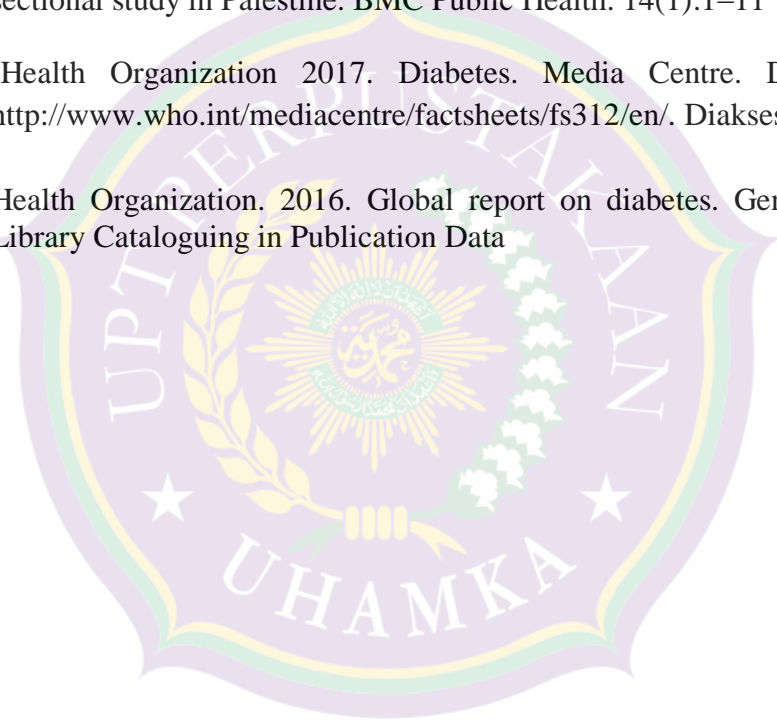 sectional study in Palestine. BMC Public Health. 14(1).1–11
Health Organization 2017. Diabetes. Media Centre. D
http://www.who.int/mediacentre/factsheets/fs312/en/. Diakses
Health Organization. 2016. Global report on diabetes.
Library Cataloguing in Publication Data
UPT PERPUSTAKAAN
محمدية
UHAMKA